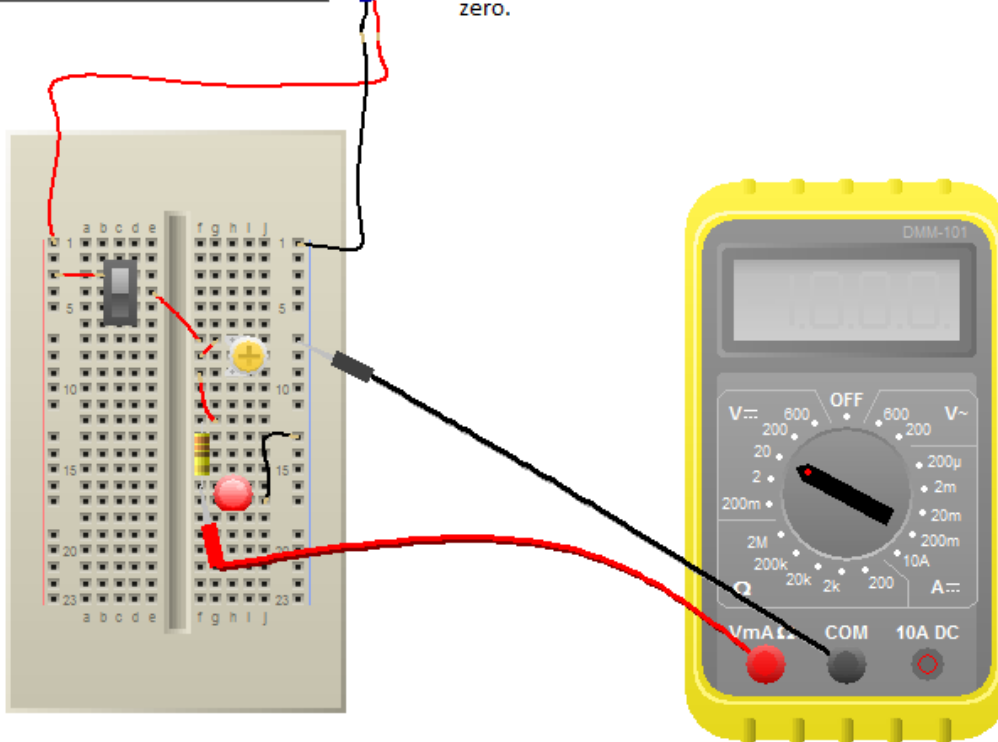 zero.
a b c d e f g h i j
1 1
5 5
10 10
15 15
20 20
23 23
a b c d e f g h i j
DMM-101
1.0.0.0
OFF
V 600 600 V~
200 200
20 200µ
2 2m
200m 20m
2M 200m
200k 10A
20k 2k 200
Ω A
VmAΩ COM 10A DC